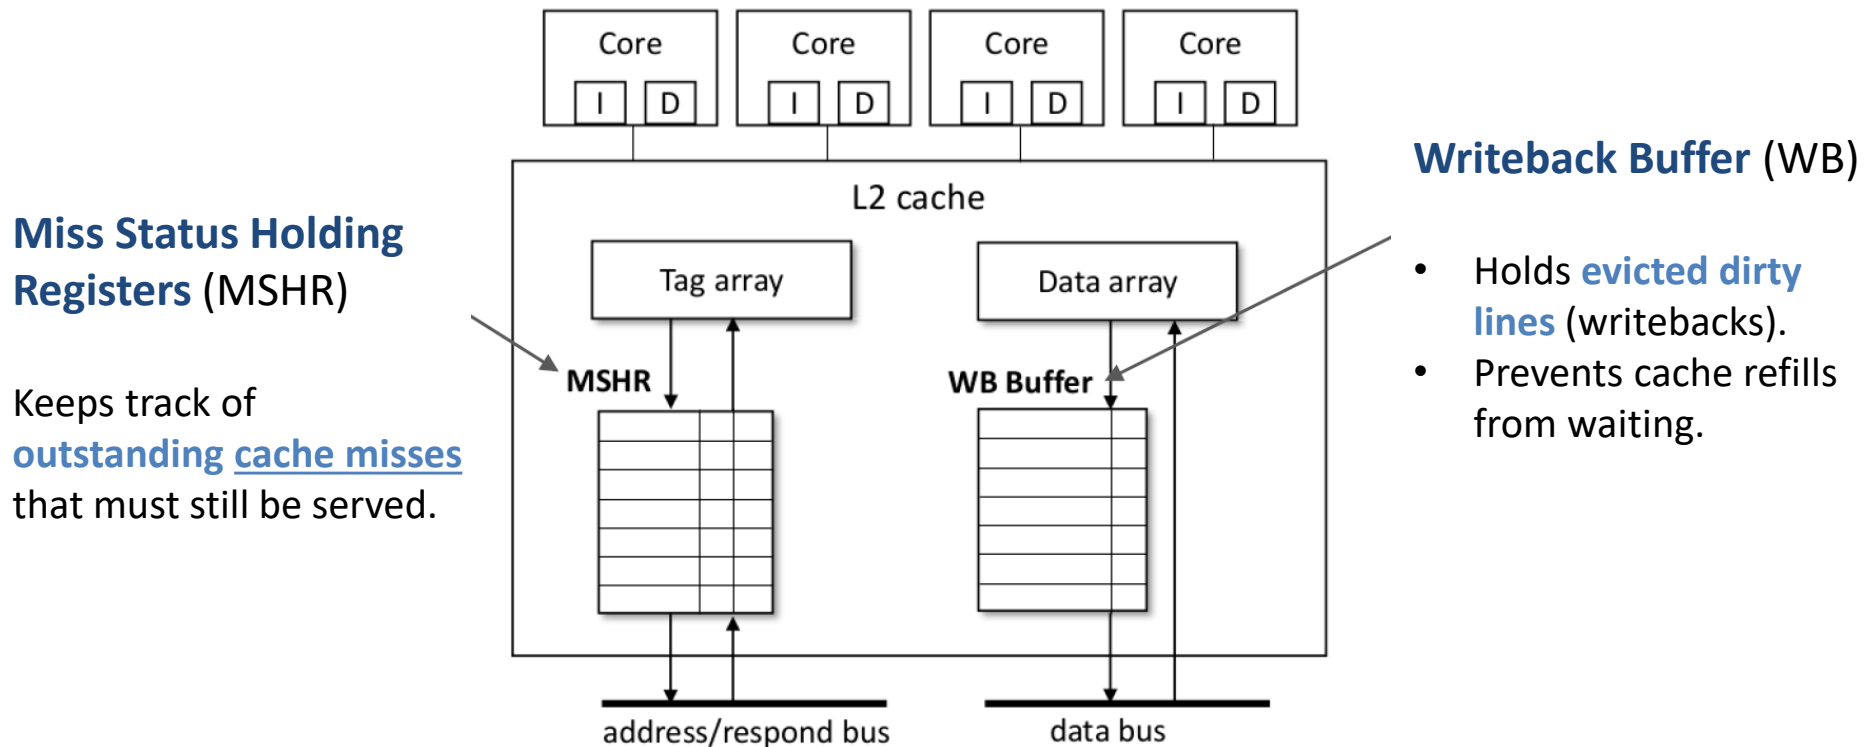 Core
I D
Core
I D
Core
I D
Core
I D
Miss Status Holding
Registers (MSHR)
Keeps track of
outstanding cache misses
that must still be served.
L2 cache
Tag array
Data array
MSHR
WB Buffer
address/respond bus
data bus
Writeback Buffer (WB)
• Holds evicted dirty
lines (writebacks).
• Prevents cache refills
from waiting.